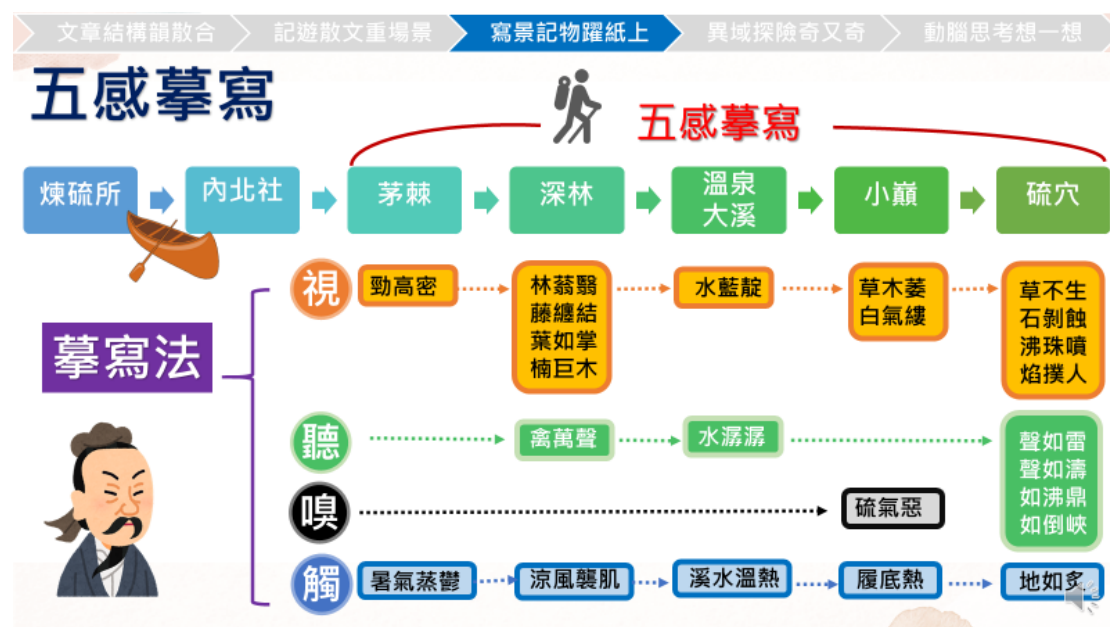 文章結構韻散合
記遊散文重場景
寫景記物躍紙上
異域探險奇又奇
動腦思考想一想
五感摹寫
五感摹寫
煉硫所
內北社
茅棘
深林
溫泉
大溪
小巔
硫穴
視
勁高密
林蓊翳
藤纏結
葉如掌
楠巨木
水藍靛
草木萎
白氣縷
草不生
石剝蝕
沸珠噴
焰撲人
摹寫法
聽
禽萬聲
水潺潺
聲如雷
聲如濤
如沸鼎
如倒峽
嗅
硫氣惡
觸
暑氣蒸鬱
涼風襲肌
溪水溫熱
履底熱
地如炙